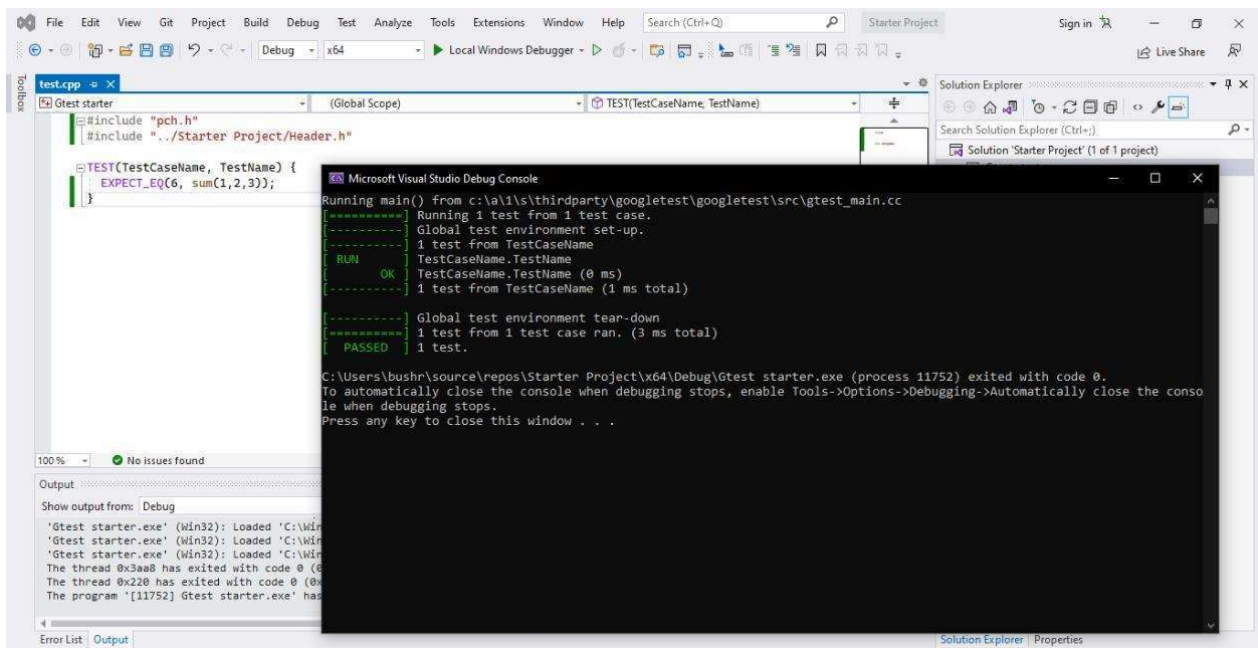 File Edit View Git Project Build Debug Test Analyze Tools Extensions Window Help Search (Ctrl+Q) Starter Project Sign in
Debug x64 Local Windows Debugger Live Share
Toolbox
test.cpp
Gtest starter (Global Scope) TEST(TestCaseName, TestName)
#include "pch.h"
#include "../Starter Project/Header.h"
TEST(TestCaseName, TestName) {
EXPECT_EQ(6, sum(1,2,3));
}
Solution Explorer
Search Solution Explorer (Ctrl+;)
Solution 'Starter Project' (1 of 1 project)
Microsoft Visual Studio Debug Console
Running main() from c:\a\1\s\thirdparty\googletest\googletest\src\gtest_main.cc
[==========] Running 1 test from 1 test case.
[----------] Global test environment set-up.
[----------] 1 test from TestCaseName
[ RUN      ] TestCaseName.TestName
[       OK ] TestCaseName.TestName (0 ms)
[----------] 1 test from TestCaseName (1 ms total)
[----------] Global test environment tear-down
[==========] 1 test from 1 test case ran. (3 ms total)
[  PASSED  ] 1 test.
C:\Users\bushr\source\repos\Starter Project\x64\Debug\Gtest starter.exe (process 11752) exited with code 0.
To automatically close the console when debugging stops, enable Tools->Options->Debugging->Automatically close the conso
le when debugging stops.
Press any key to close this window . . .
100 % No issues found
Output
Show output from: Debug
'Gtest starter.exe' (Win32): Loaded 'C:\Win
'Gtest starter.exe' (Win32): Loaded 'C:\Win
'Gtest starter.exe' (Win32): Loaded 'C:\Win
The thread 0x3aa8 has exited with code 0 (0
The thread 0x220 has exited with code 0 (0x
The program '[11752] Gtest starter.exe' has
Error List Output
Solution Explorer Properties